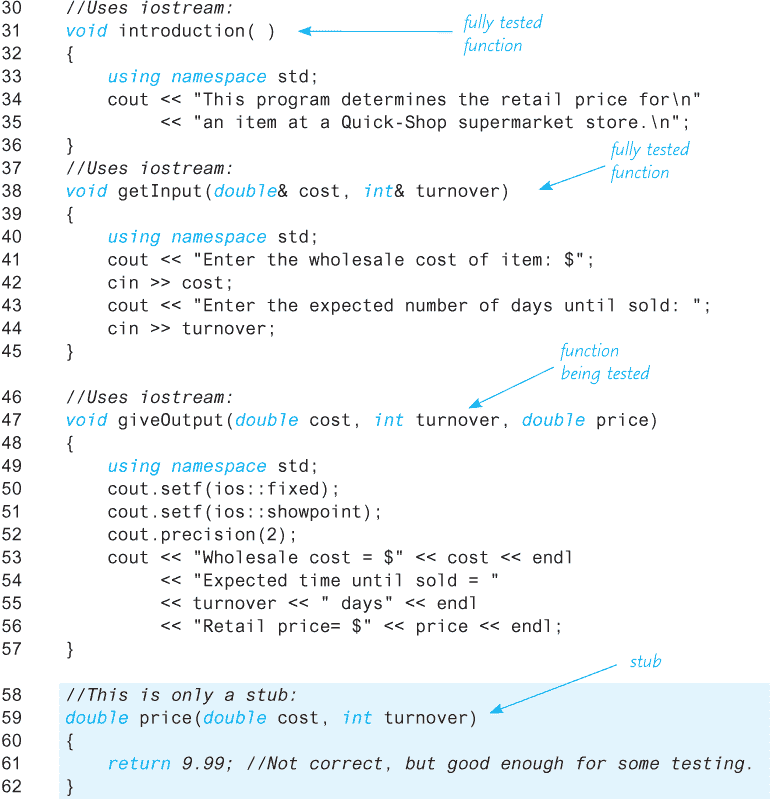 30 //Uses iostream:
31 void introduction( )
fully tested
function
32 {
33 using namespace std;
34 cout << "This program determines the retail price for\n"
35 << "an item at a Quick-Shop supermarket store.\n";
36 }
37 //Uses iostream:
fully tested
function
38 void getInput(double& cost, int& turnover)
39 {
40 using namespace std;
41 cout << "Enter the wholesale cost of item: $";
42 cin >> cost;
43 cout << "Enter the expected number of days until sold: ";
44 cin >> turnover;
45 }
function
being tested
46 //Uses iostream:
47 void giveOutput(double cost, int turnover, double price)
48 {
49 using namespace std;
50 cout.setf(ios::fixed);
51 cout.setf(ios::showpoint);
52 cout.precision(2);
53 cout << "Wholesale cost = $" << cost << endl
54 << "Expected time until sold = "
55 << turnover << " days" << endl
56 << "Retail price= $" << price << endl;
57 }
stub
58 //This is only a stub:
59 double price(double cost, int turnover)
60 {
61 return 9.99; //Not correct, but good enough for some testing.
62 }